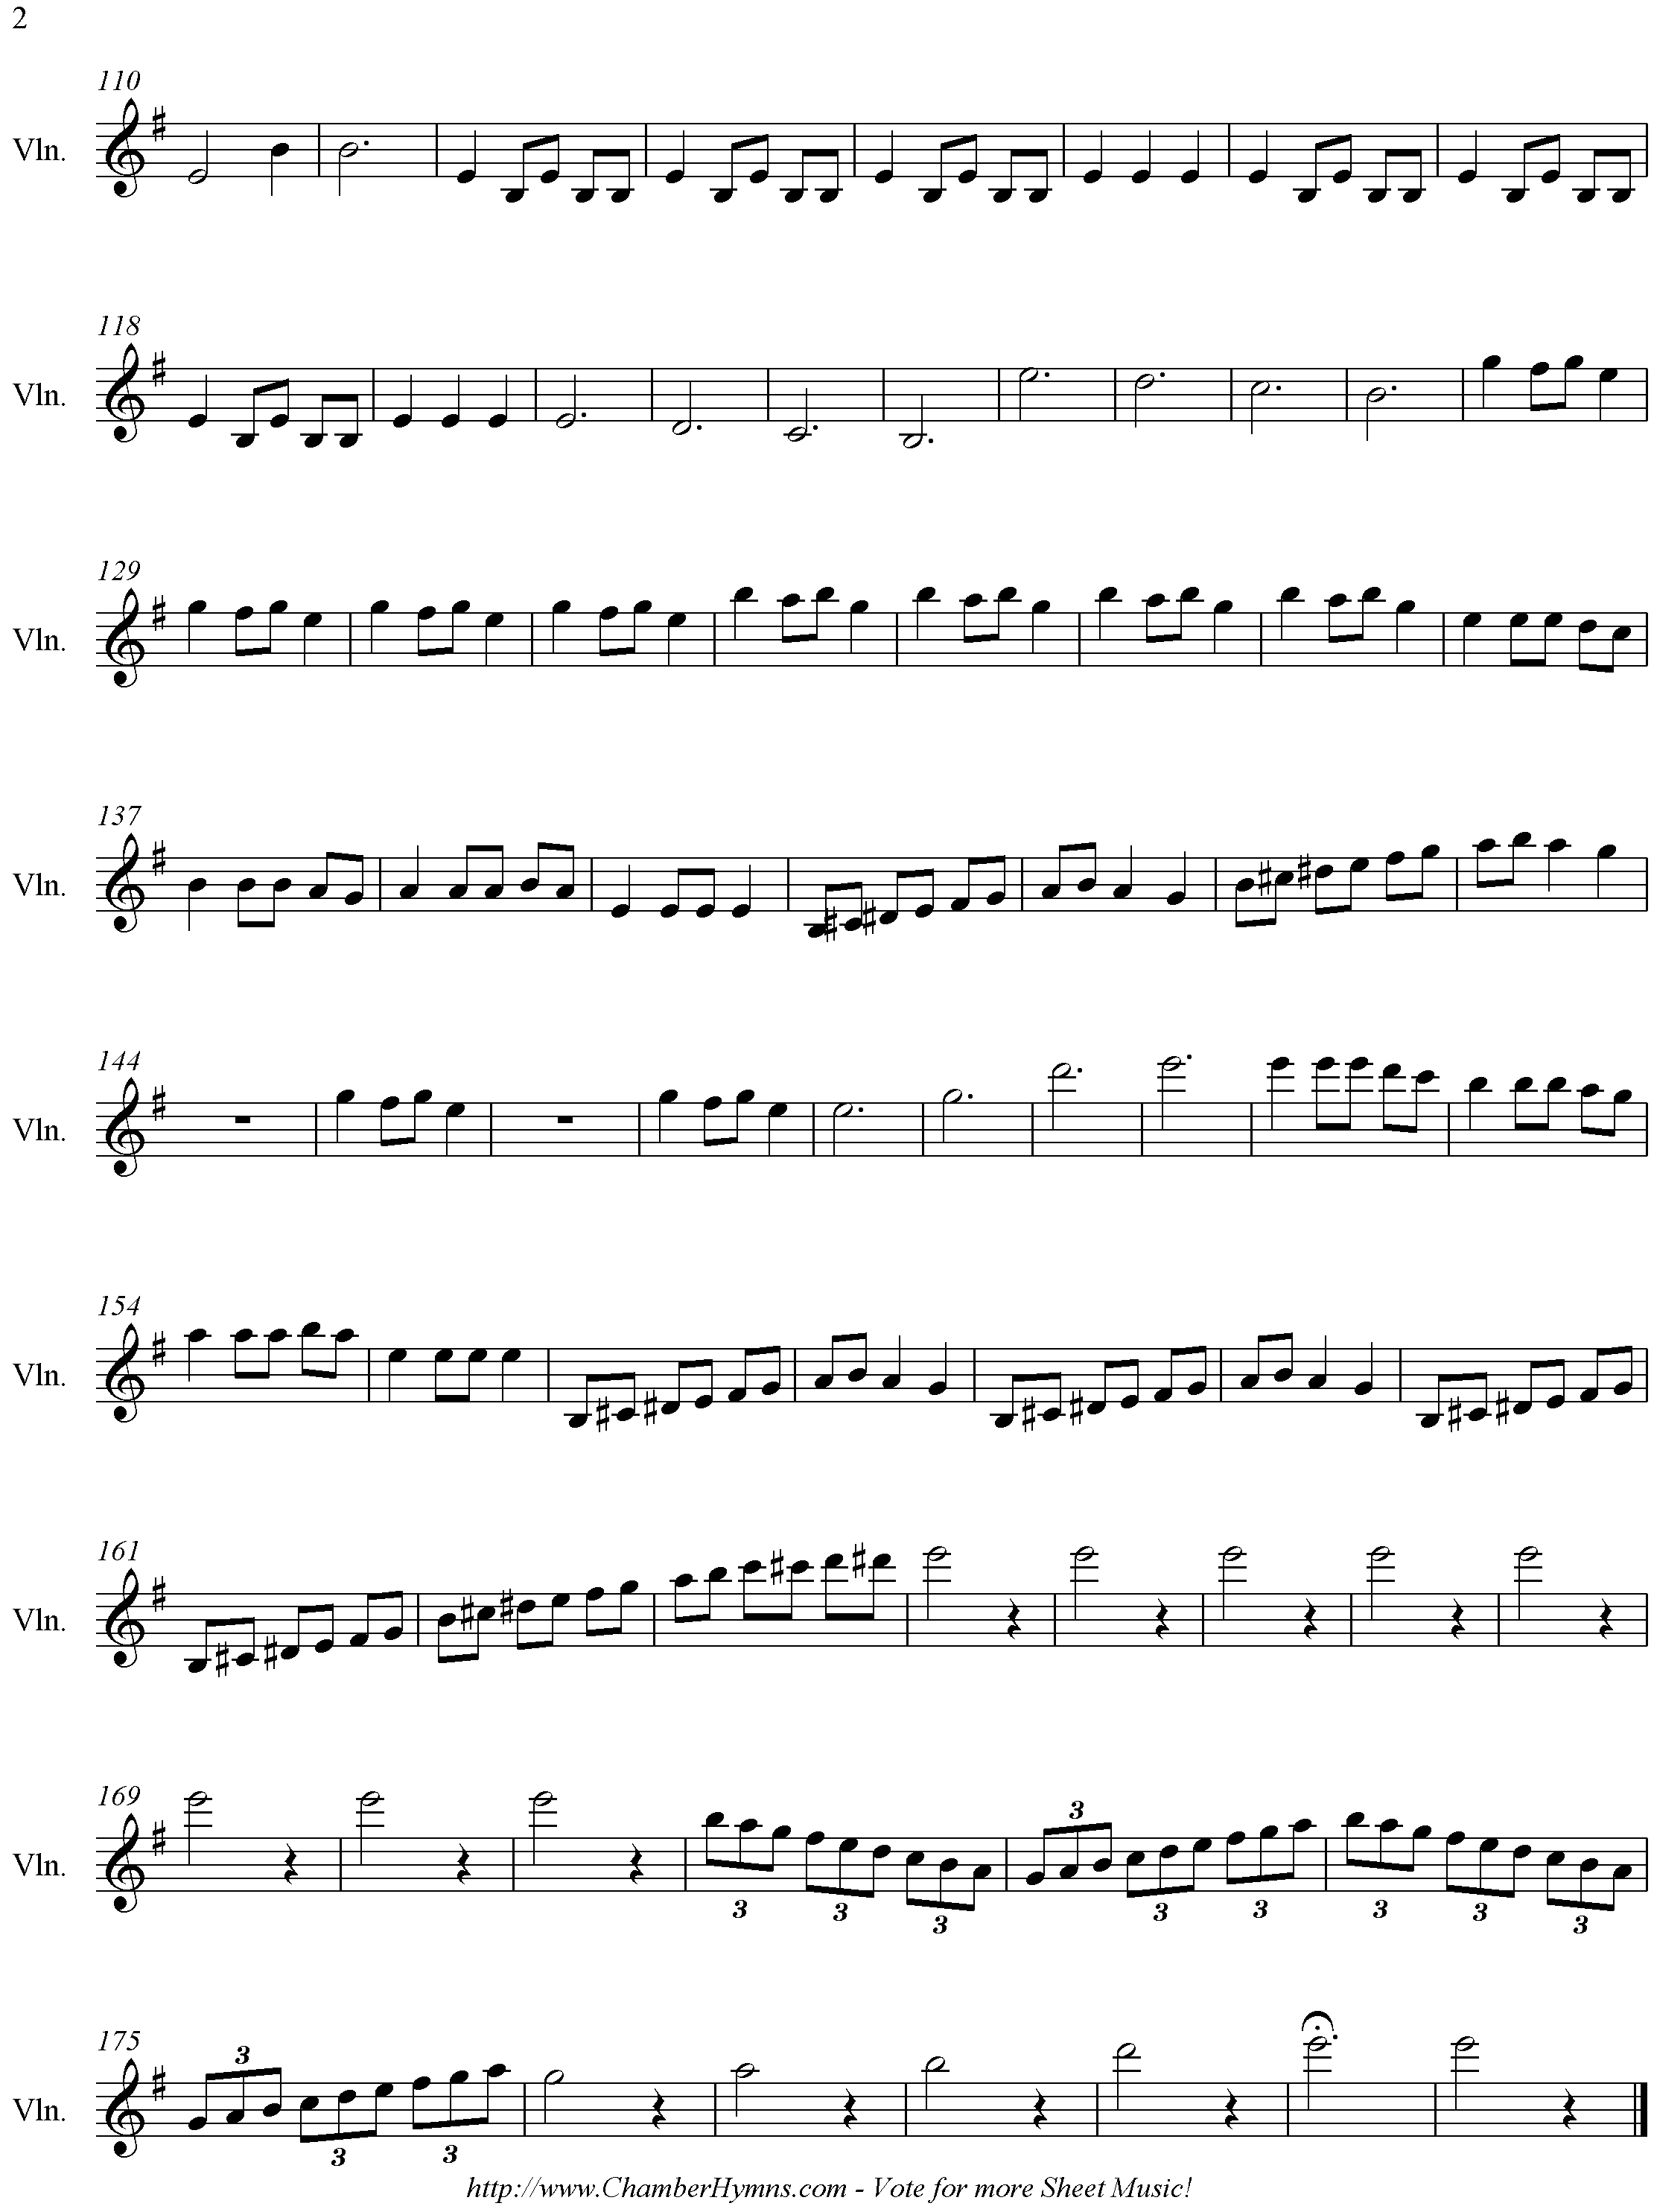 2
110
Vln.
118
Vln.
129
Vln.
137
Vln.
144
Vln.
154
Vln.
161
Vln.
169
Vln.
3 3 3 3 3 3 3 3 3
175
Vln.
3 3 3
http://www.ChamberHymns.com - Vote for more Sheet Music!